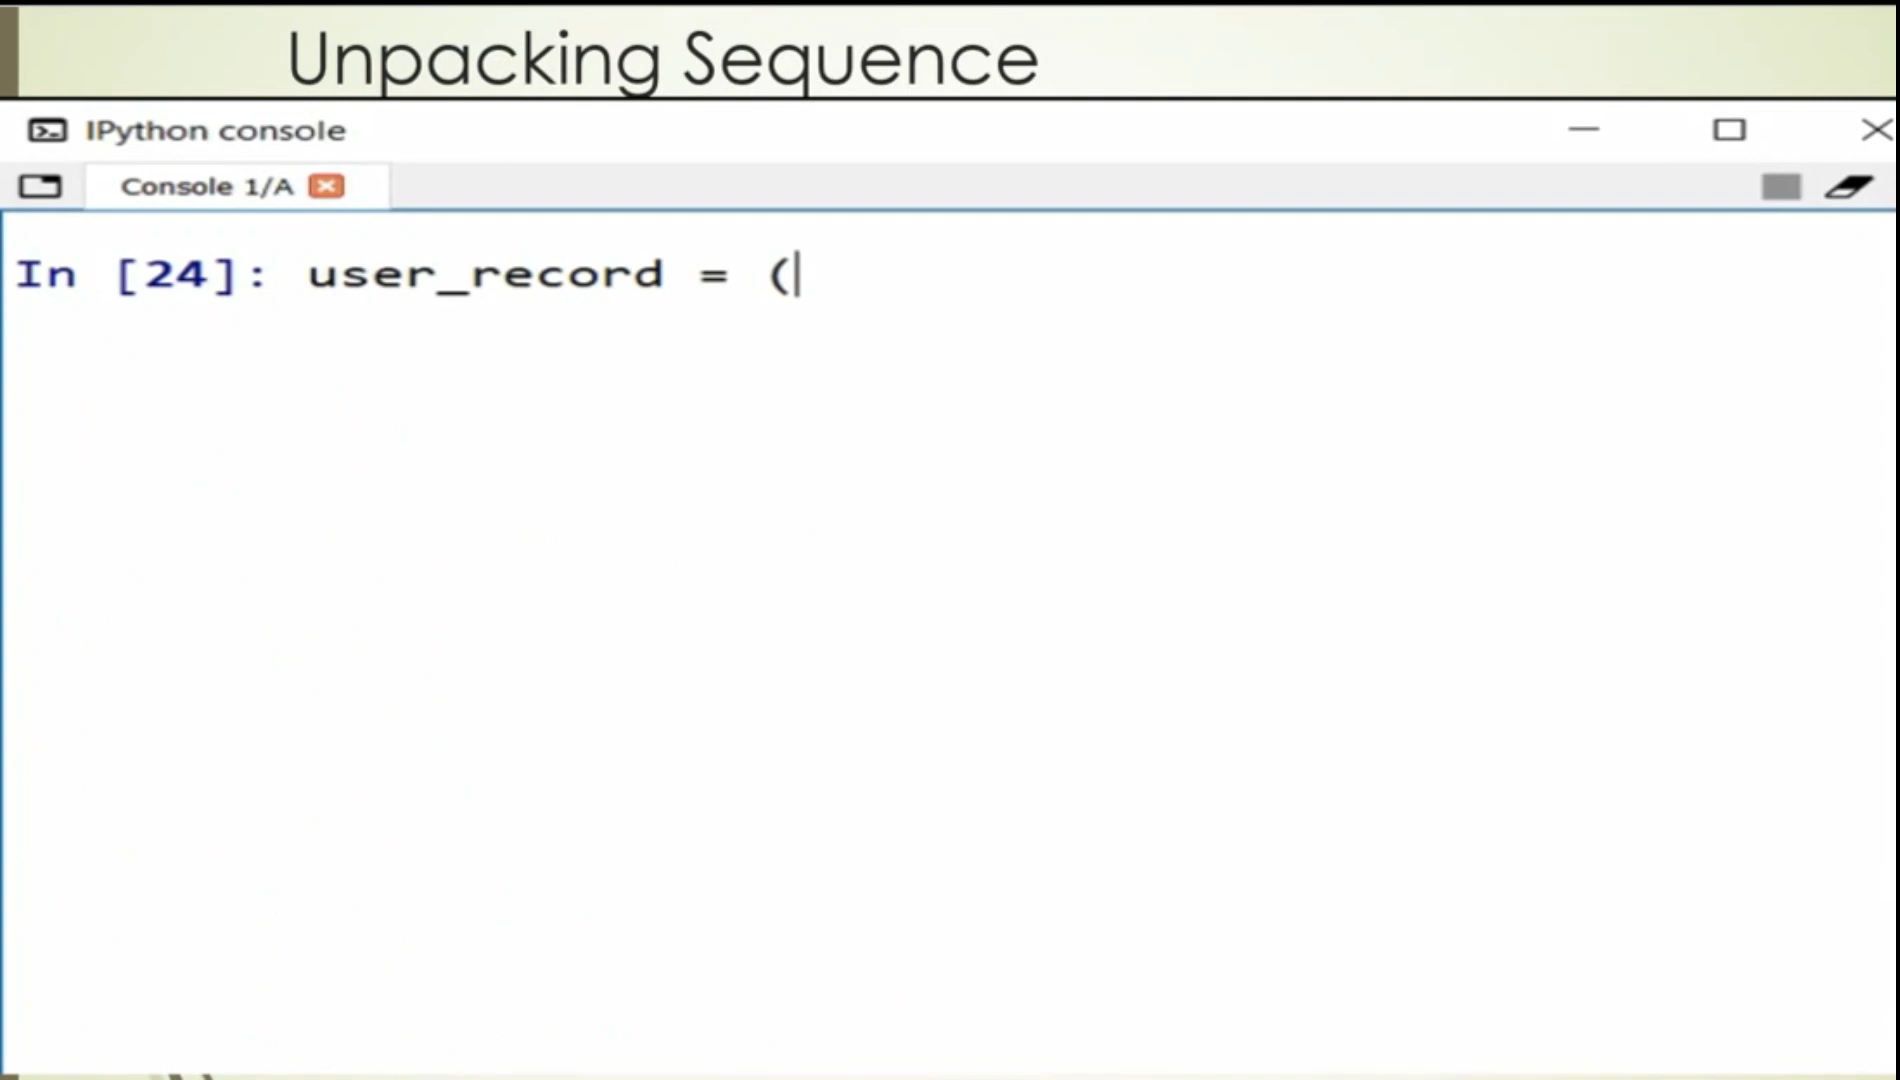 Unpacking Sequence
IPython console
Console 1/A
In [24]: user_record = (